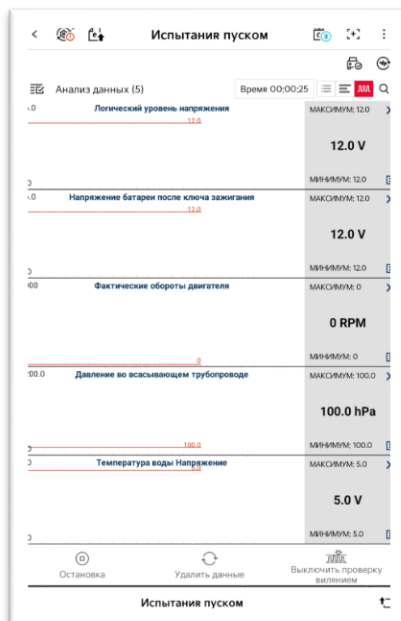 Испытания пуском
Анализ данных (5)
Время 00:00:25
Логический уровень напряжения
12.0
МАКСИМУМ: 12.0
12.0 V
МИНИМУМ: 12.0
Напряжение батареи после ключа зажигания
12.0
МАКСИМУМ: 12.0
12.0 V
МИНИМУМ: 12.0
Фактические обороты двигателя
0
МАКСИМУМ: 0
0 RPM
МИНИМУМ: 0
Давление во всасывающем трубопроводе
100.0
МАКСИМУМ: 100.0
100.0 hPa
МИНИМУМ: 100.0
Температура воды Напряжение
5.0
МАКСИМУМ: 5.0
5.0 V
МИНИМУМ: 5.0
Остановка
Удалить данные
Выключить проверку
вилянием
Испытания пуском